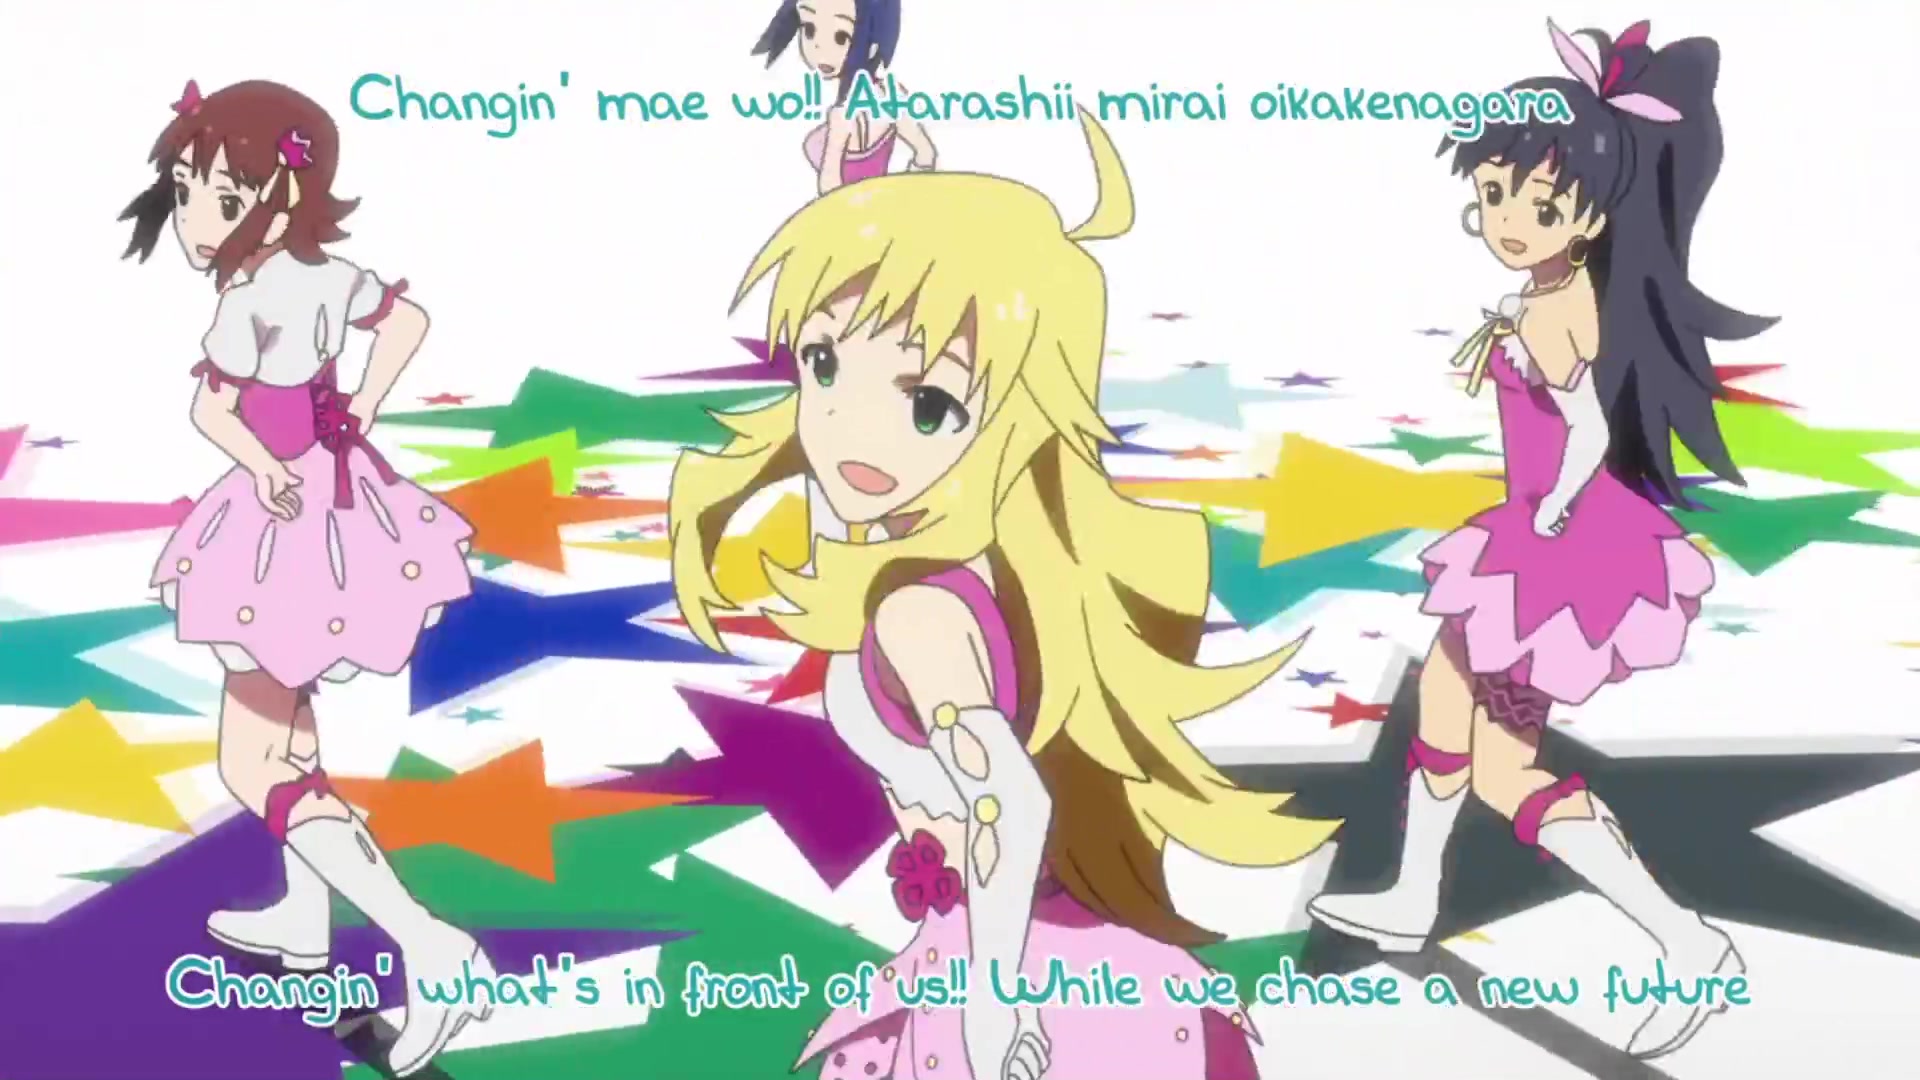 Changin' mae wo!! Atarashii mirai oikakenagara
Changin' what's in front of us!! While we chase a new future